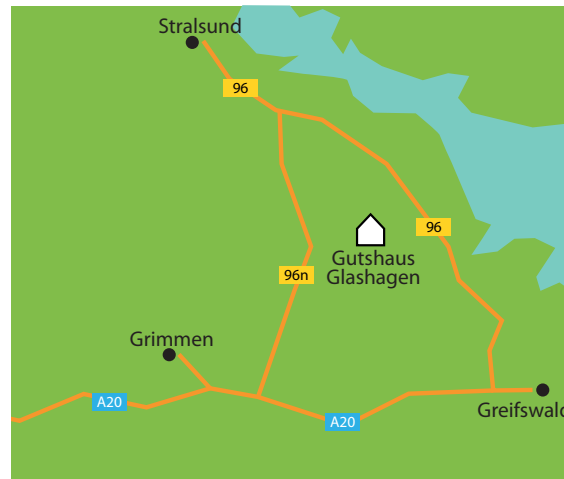 Stralsund
96
96
Gutshaus
Glashagen
96n
Grimmen
A20
Greifswald
A20